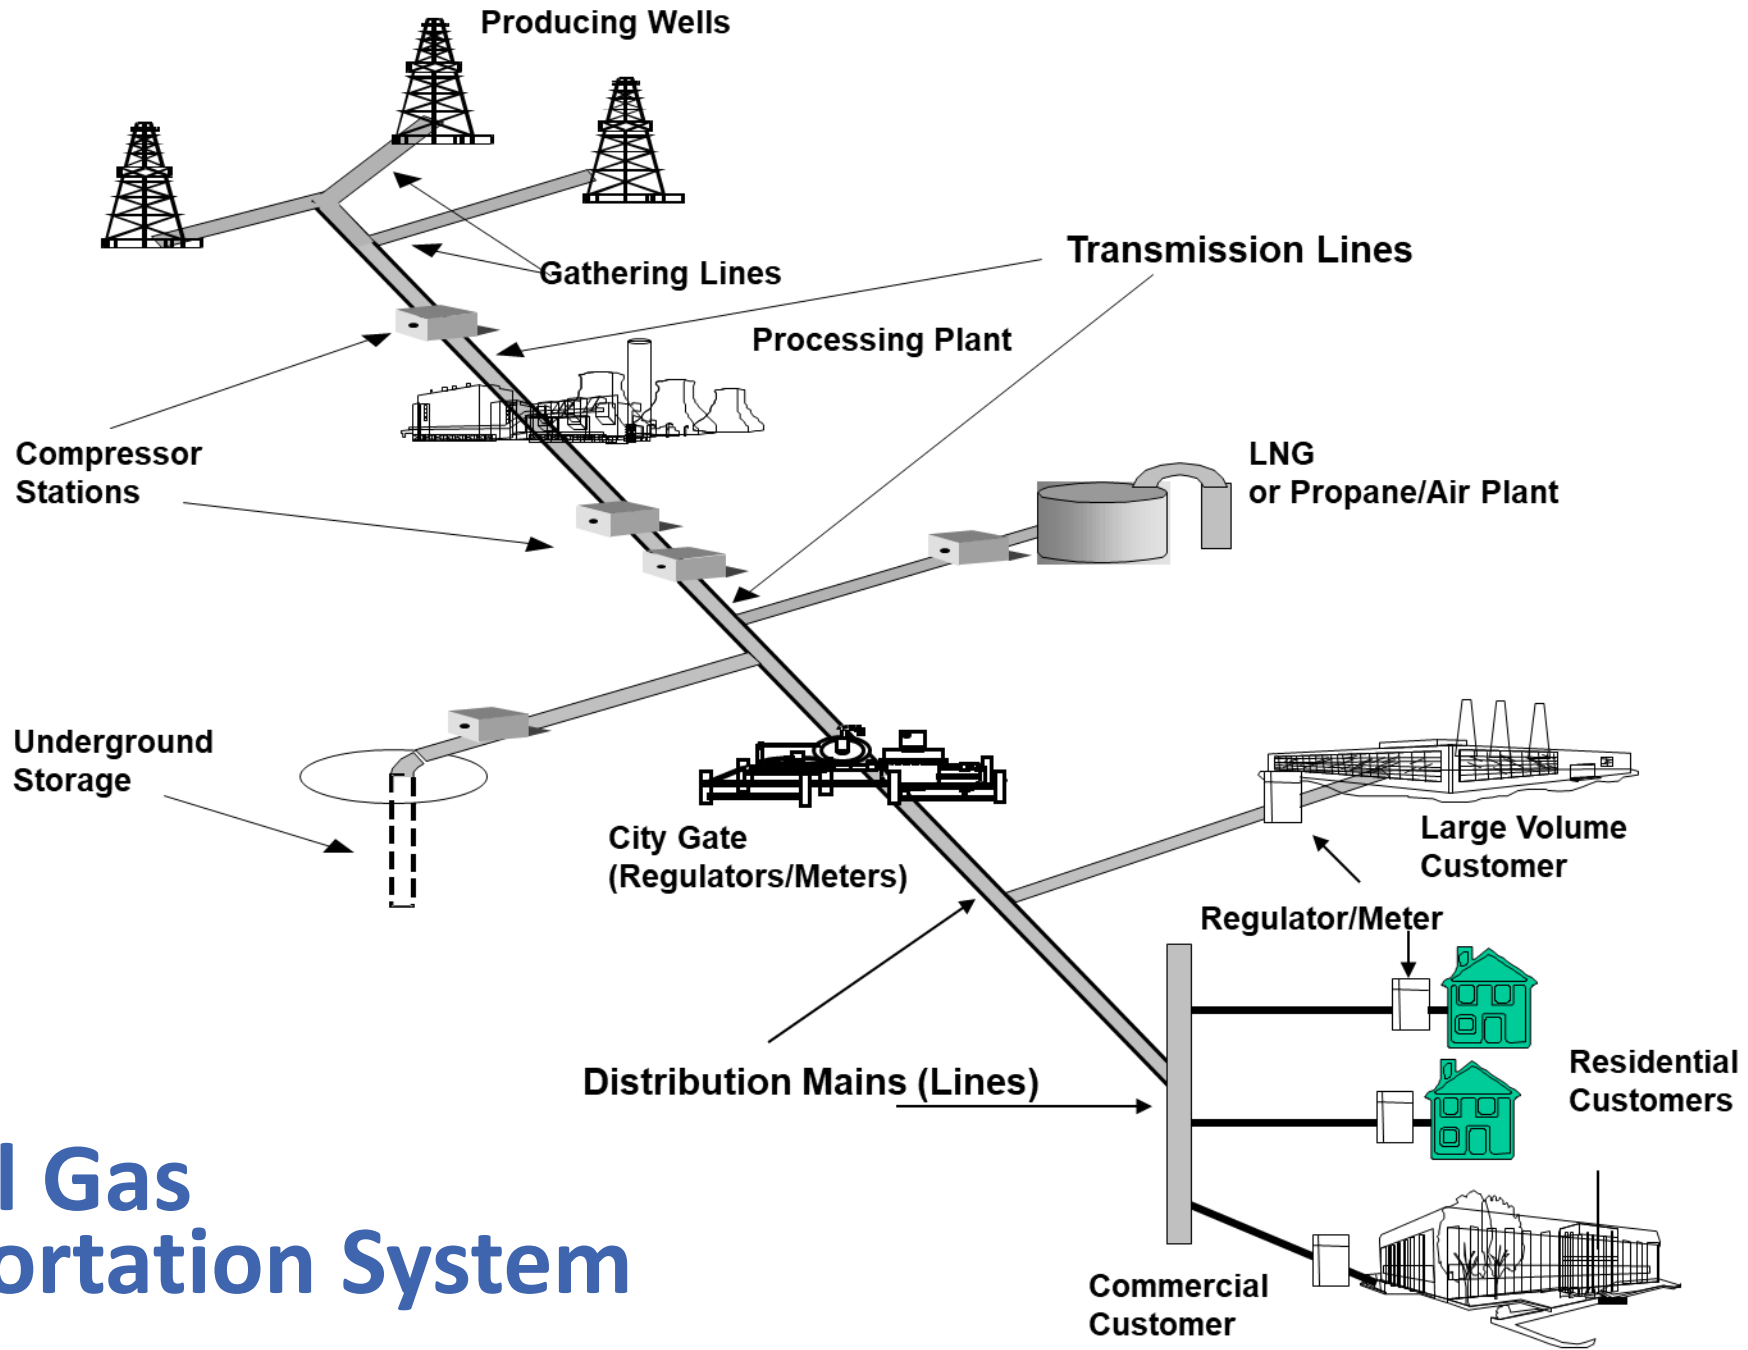 Producing Wells
Gathering Lines
Transmission Lines
Processing Plant
Compressor
Stations
LNG
or Propane/Air Plant
Underground
Storage
City Gate
(Regulators/Meters)
Large Volume
Customer
Regulator/Meter
Distribution Mains (Lines)
Residential
Customers
Commercial
Customer
l Gas
ortation System